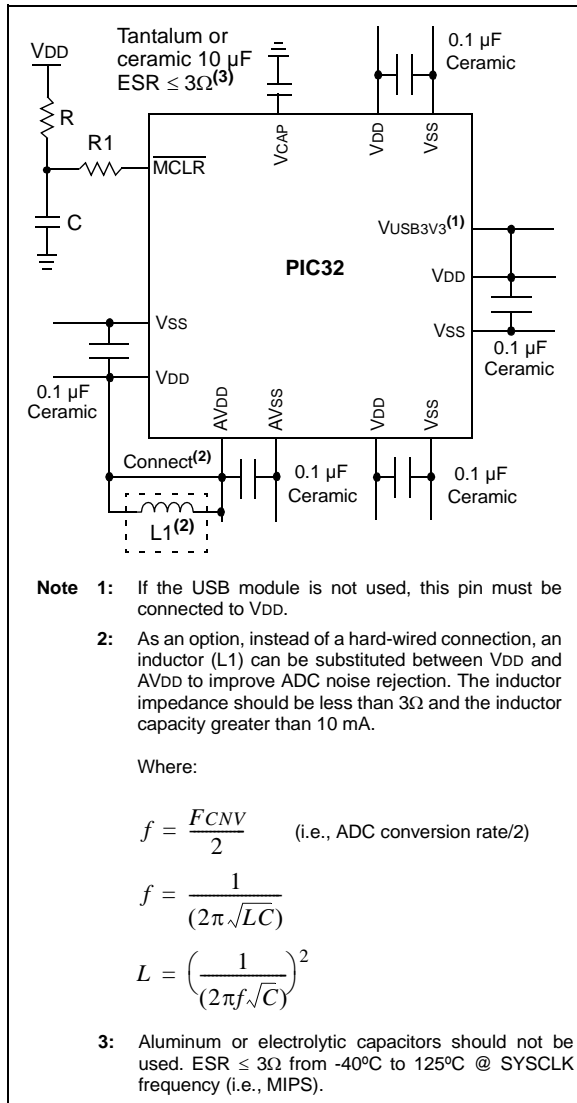 VDD
Tantalum or
ceramic 10 µF
ESR ≤ 3Ω(3)
0.1 µF
Ceramic
R
R1
C
MCLR
VCAP
VDD
VSS
VUSB3V3(1)
VDD
VSS
PIC32
VSS
VDD
0.1 µF
Ceramic
0.1 µF
Ceramic
AVDD
AVSS
VDD
VSS
Connect(2)
L1(2)
0.1 µF
Ceramic
0.1 µF
Ceramic
Note 1: If the USB module is not used, this pin must be
connected to VDD.
2: As an option, instead of a hard-wired connection, an
inductor (L1) can be substituted between VDD and
AVDD to improve ADC noise rejection. The inductor
impedance should be less than 3Ω and the inductor
capacity greater than 10 mA.
Where:
f = FCNV / 2 (i.e., ADC conversion rate/2)
f = 1 / (2π√LC)
L = (1 / (2πf√C))²
3: Aluminum or electrolytic capacitors should not be
used. ESR ≤ 3Ω from -40ºC to 125ºC @ SYSCLK
frequency (i.e., MIPS).